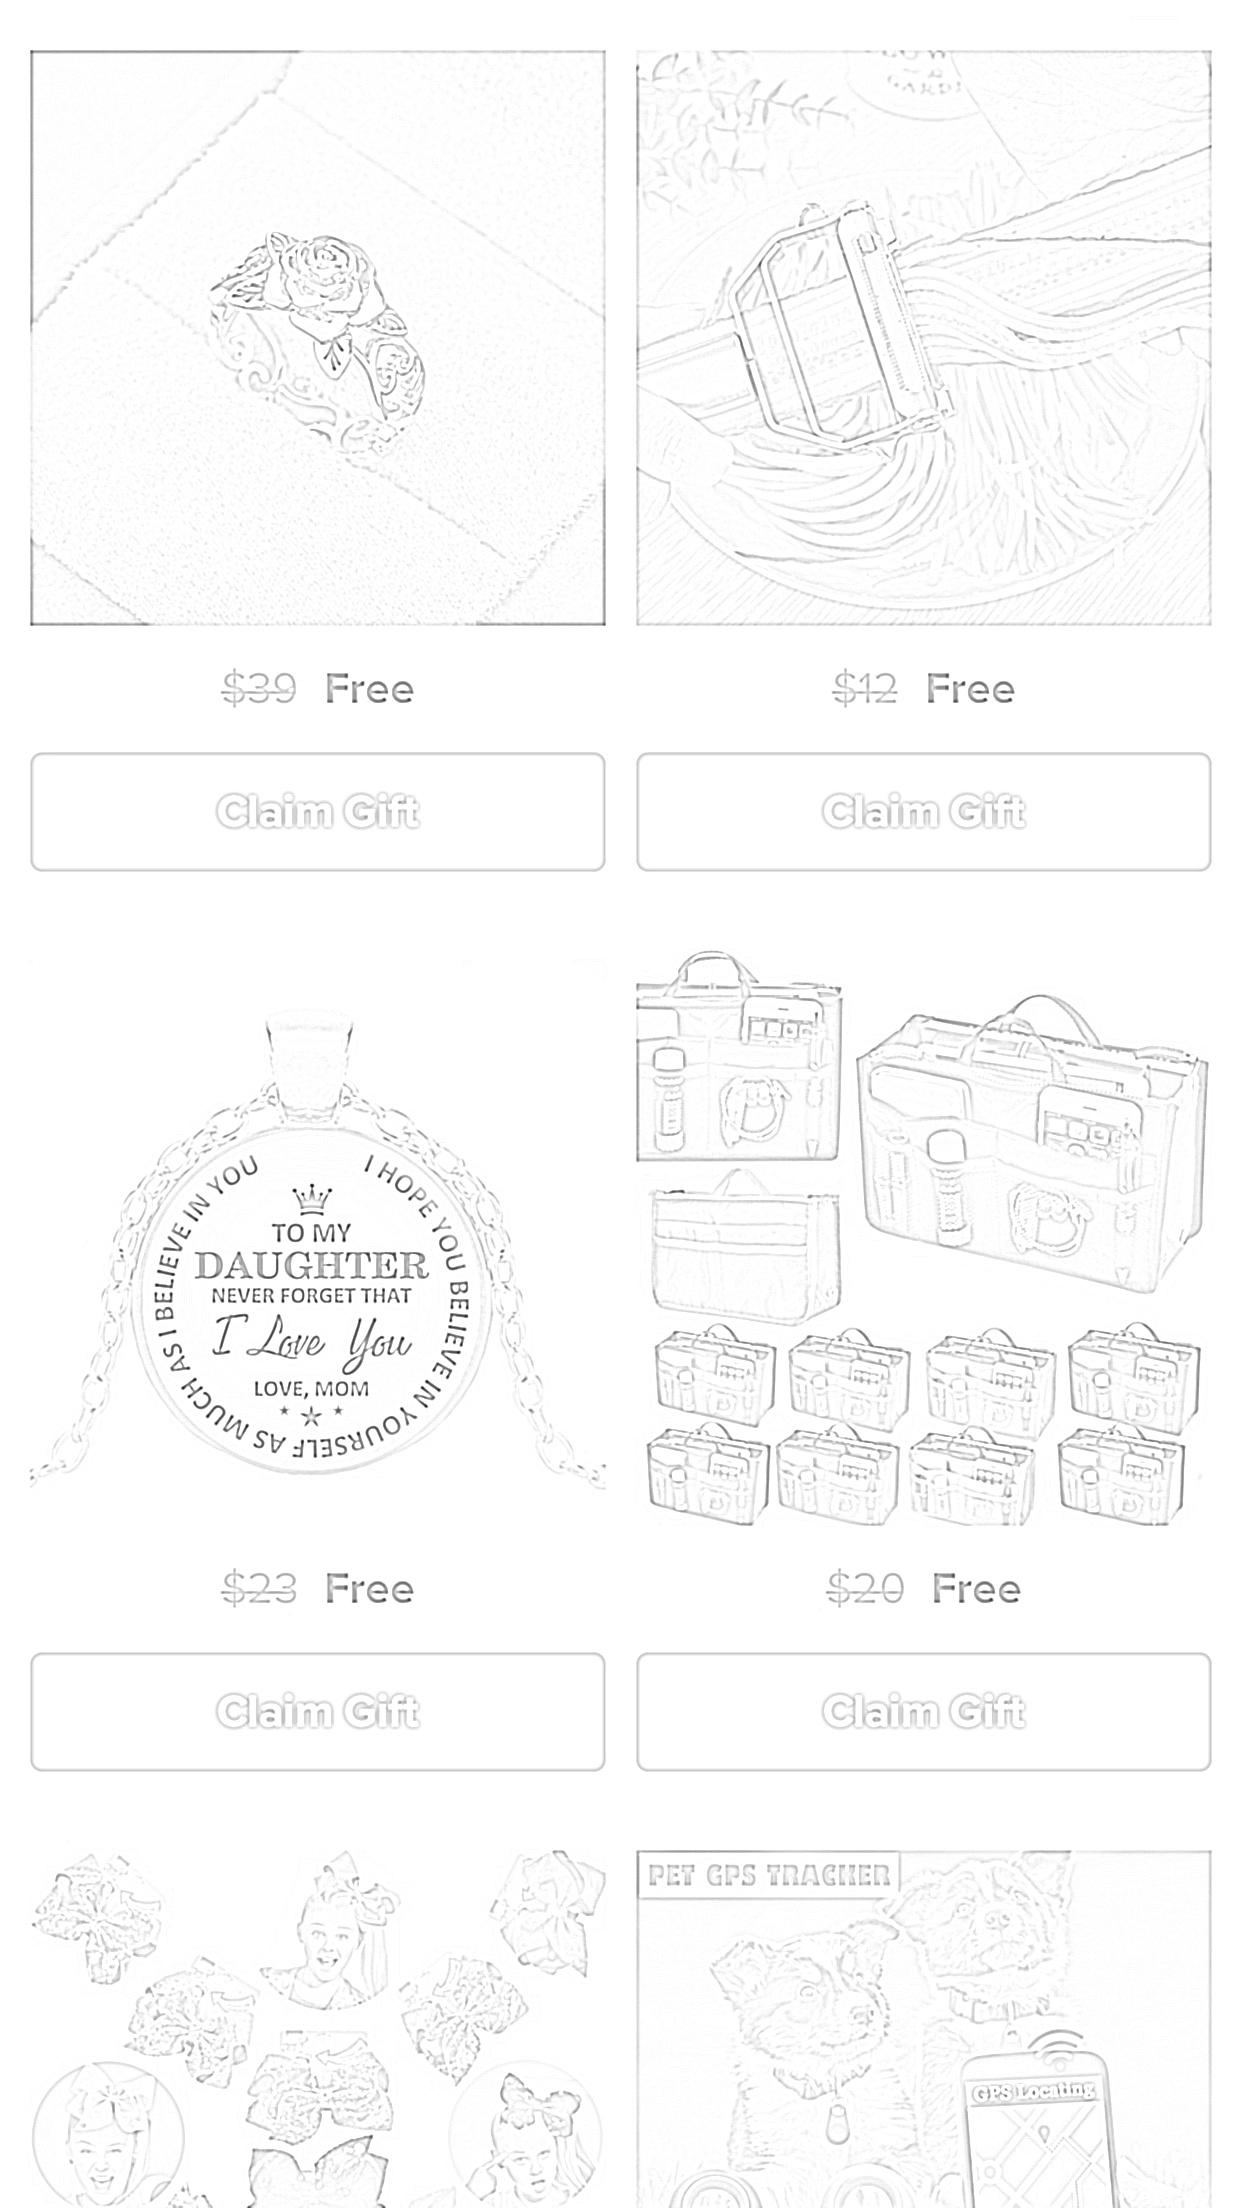 $39 Free
$12 Free
Claim Gift
Claim Gift
I HOPE YOU BELIEVE IN YOURSELF AS MUCH AS I BELIEVE IN YOU
TO MY
DAUGHTER
NEVER FORGET THAT
I Love You
LOVE, MOM
$23 Free
$20 Free
Claim Gift
Claim Gift
PET GPS TRACKER
GPS Locating